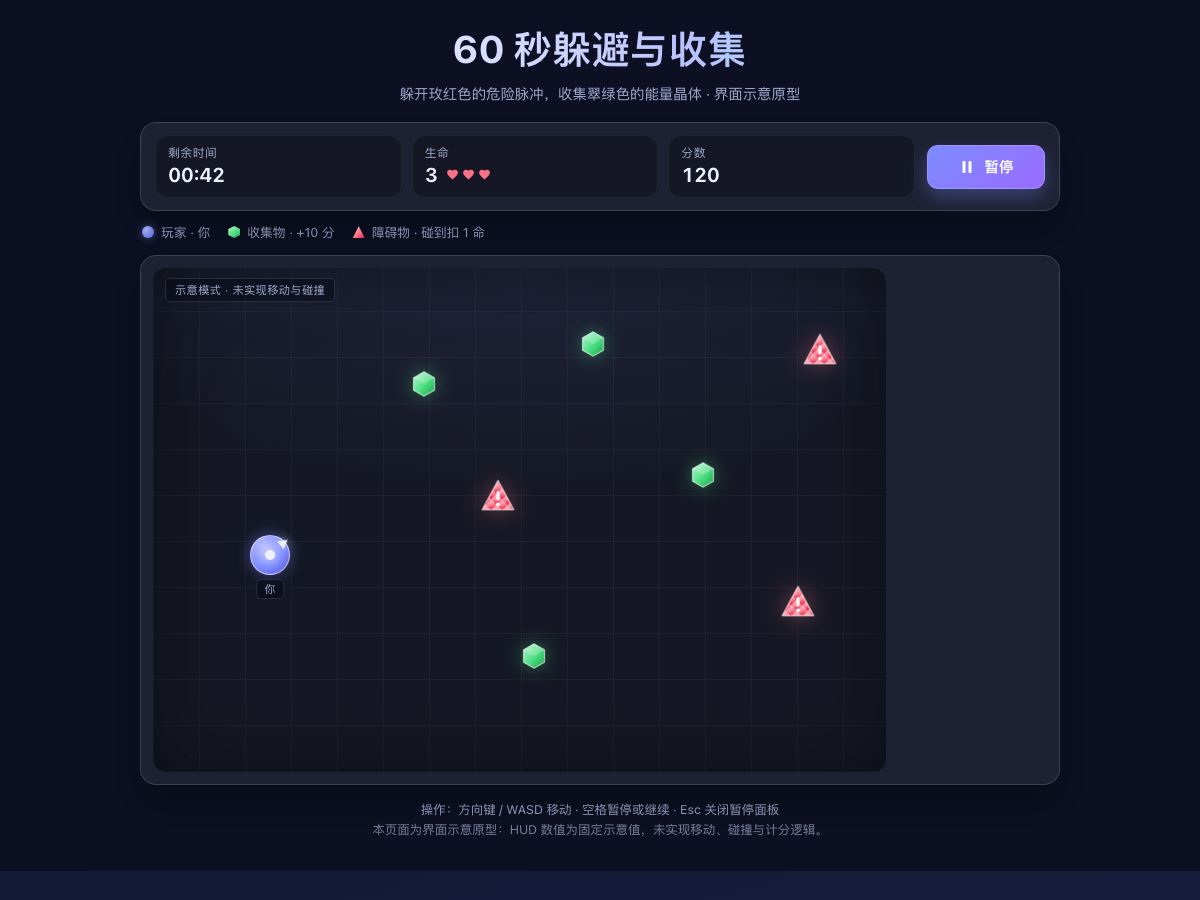 60 秒躲避与收集
躲开玫红色的危险脉冲，收集翠绿色的能量晶体 · 界面示意原型
剩余时间
00:42
生命
3
分数
120
暂停
玩家 · 你
收集物 · +10 分
障碍物 · 碰到扣 1 命
示意模式 · 未实现移动与碰撞
你
操作：方向键 / WASD 移动 · 空格暂停或继续 · Esc 关闭暂停面板
本页面为界面示意原型：HUD 数值为固定示意值，未实现移动、碰撞与计分逻辑。